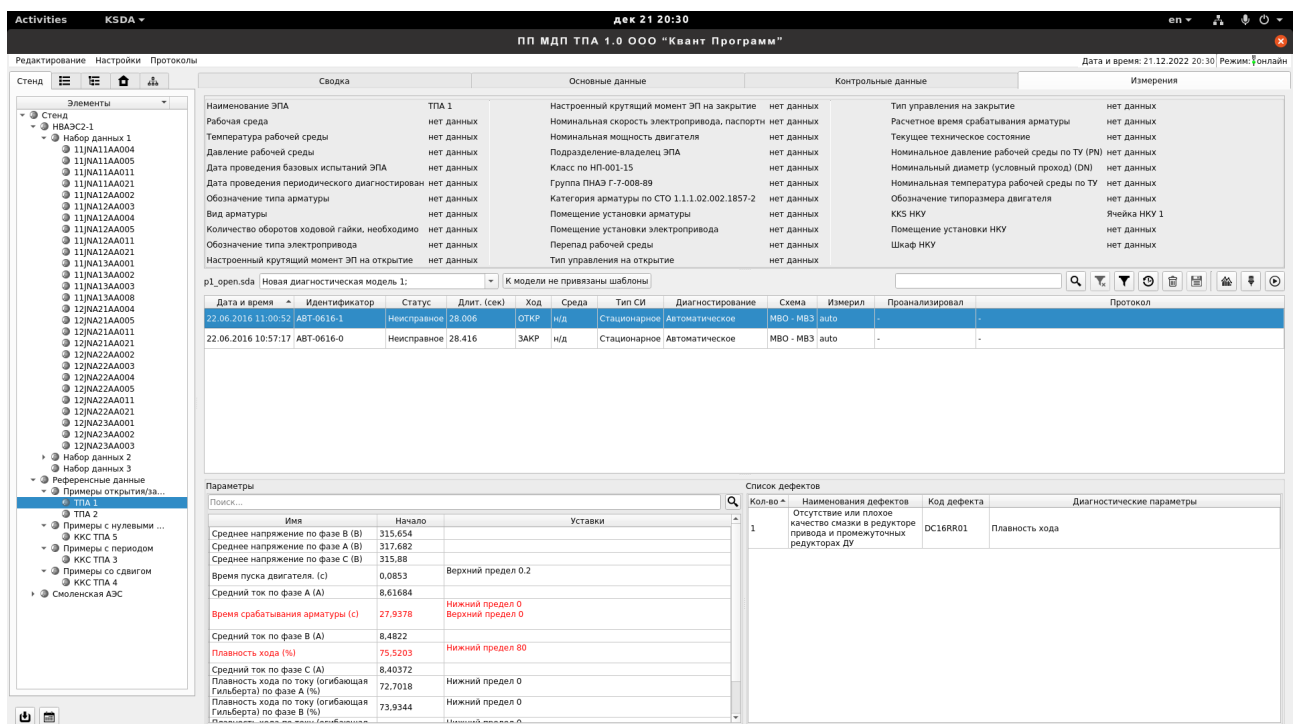 Activities KSDA дек 21 20:30 en
ПП МДП ТПА 1.0 ООО “Квант Программ”
Редактирование Настройки Протоколы Дата и время: 21.12.2022 20:30 Режим: онлайн
Стенд Сводка Основные данные Контрольные данные Измерения
Элементы
Стенд
НВАЭС2-1
Набор данных 1
11JNA11AA004
11JNA11AA005
11JNA11AA011
11JNA11AA021
11JNA12AA002
11JNA12AA003
11JNA12AA004
11JNA12AA005
11JNA12AA011
11JNA12AA021
11JNA13AA001
11JNA13AA002
11JNA13AA003
11JNA13AA008
12JNA21AA004
12JNA21AA005
12JNA21AA011
12JNA21AA021
12JNA22AA002
12JNA22AA003
12JNA22AA004
12JNA22AA005
12JNA22AA011
12JNA22AA021
12JNA23AA001
12JNA23AA002
12JNA23AA003
Набор данных 2
Набор данных 3
Референсные данные
Примеры открытия/за...
ТПА 1
ТПА 2
Примеры с нулевыми ...
ККС ТПА 5
Примеры с периодом
ККС ТПА 3
Примеры со сдвигом
ККС ТПА 4
Смоленская АЭС
Наименование ЭПА ТПА 1 Настроенный крутящий момент ЭП на закрытие нет данных Тип управления на закрытие нет данных
Рабочая среда нет данных Номинальная скорость электропривода, паспортн нет данных Расчетное время срабатывания арматуры нет данных
Температура рабочей среды нет данных Номинальная мощность двигателя нет данных Текущее техническое состояние нет данных
Давление рабочей среды нет данных Подразделение-владелец ЭПА нет данных Номинальное давление рабочей среды по ТУ (PN) нет данных
Дата проведения базовых испытаний ЭПА нет данных Класс по НП-001-15 нет данных Номинальный диаметр (условный проход) (DN) нет данных
Дата проведения периодического диагностирован нет данных Группа ПНАЭ Г-7-008-89 нет данных Номинальная температура рабочей среды по ТУ нет данных
Обозначение типа арматуры нет данных Категория арматуры по СТО 1.1.1.02.002.1857-2 нет данных Обозначение типоразмера двигателя нет данных
Вид арматуры нет данных Помещение установки арматуры нет данных KKS НКУ Ячейка НКУ 1
Количество оборотов ходовой гайки, необходимо нет данных Помещение установки электропривода нет данных Помещение установки НКУ нет данных
Обозначение типа электропривода нет данных Перепад рабочей среды нет данных Шкаф НКУ нет данных
Настроенный крутящий момент ЭП на открытие нет данных Тип управления на открытие нет данных
p1_open.sda Новая диагностическая модель 1; К модели не привязаны шаблоны
Дата и время Идентификатор Статус Длит. (сек) Ход Среда Тип СИ Диагностирование Схема Измерил Проанализировал Протокол
22.06.2016 11:00:52 АВТ-0616-1 Неисправное 28.006 ОТКР н/д Стационарное Автоматическое МВО - МВЗ auto - -
22.06.2016 10:57:17 АВТ-0616-0 Неисправное 28.416 ЗАКР н/д Стационарное Автоматическое МВО - МВЗ auto - -
Параметры
Поиск...
Имя Начало Уставки
Среднее напряжение по фазе B (В) 315,654
Среднее напряжение по фазе A (В) 317,682
Среднее напряжение по фазе C (В) 315,88
Время пуска двигателя. (с) 0,0853 Верхний предел 0.2
Средний ток по фазе A (А) 8,61684
Время срабатывания арматуры (с) 27,9378 Нижний предел 0
Верхний предел 0
Средний ток по фазе B (А) 8,4822
Плавность хода (%) 75,5203 Нижний предел 80
Средний ток по фазе C (А) 8,40372
Плавность хода по току (огибающая
Гильберта) по фазе A (%) 72,7018 Нижний предел 0
Плавность хода по току (огибающая
Гильберта) по фазе B (%) 73,9344 Нижний предел 0
Плавность хода по току (огибающая Нижний предел 0
Список дефектов
Кол-во Наименования дефектов Код дефекта Диагностические параметры
1 Отсутствие или плохое
качество смазки в редукторе
привода и промежуточных
редукторах ДУ DC16RR01 Плавность хода